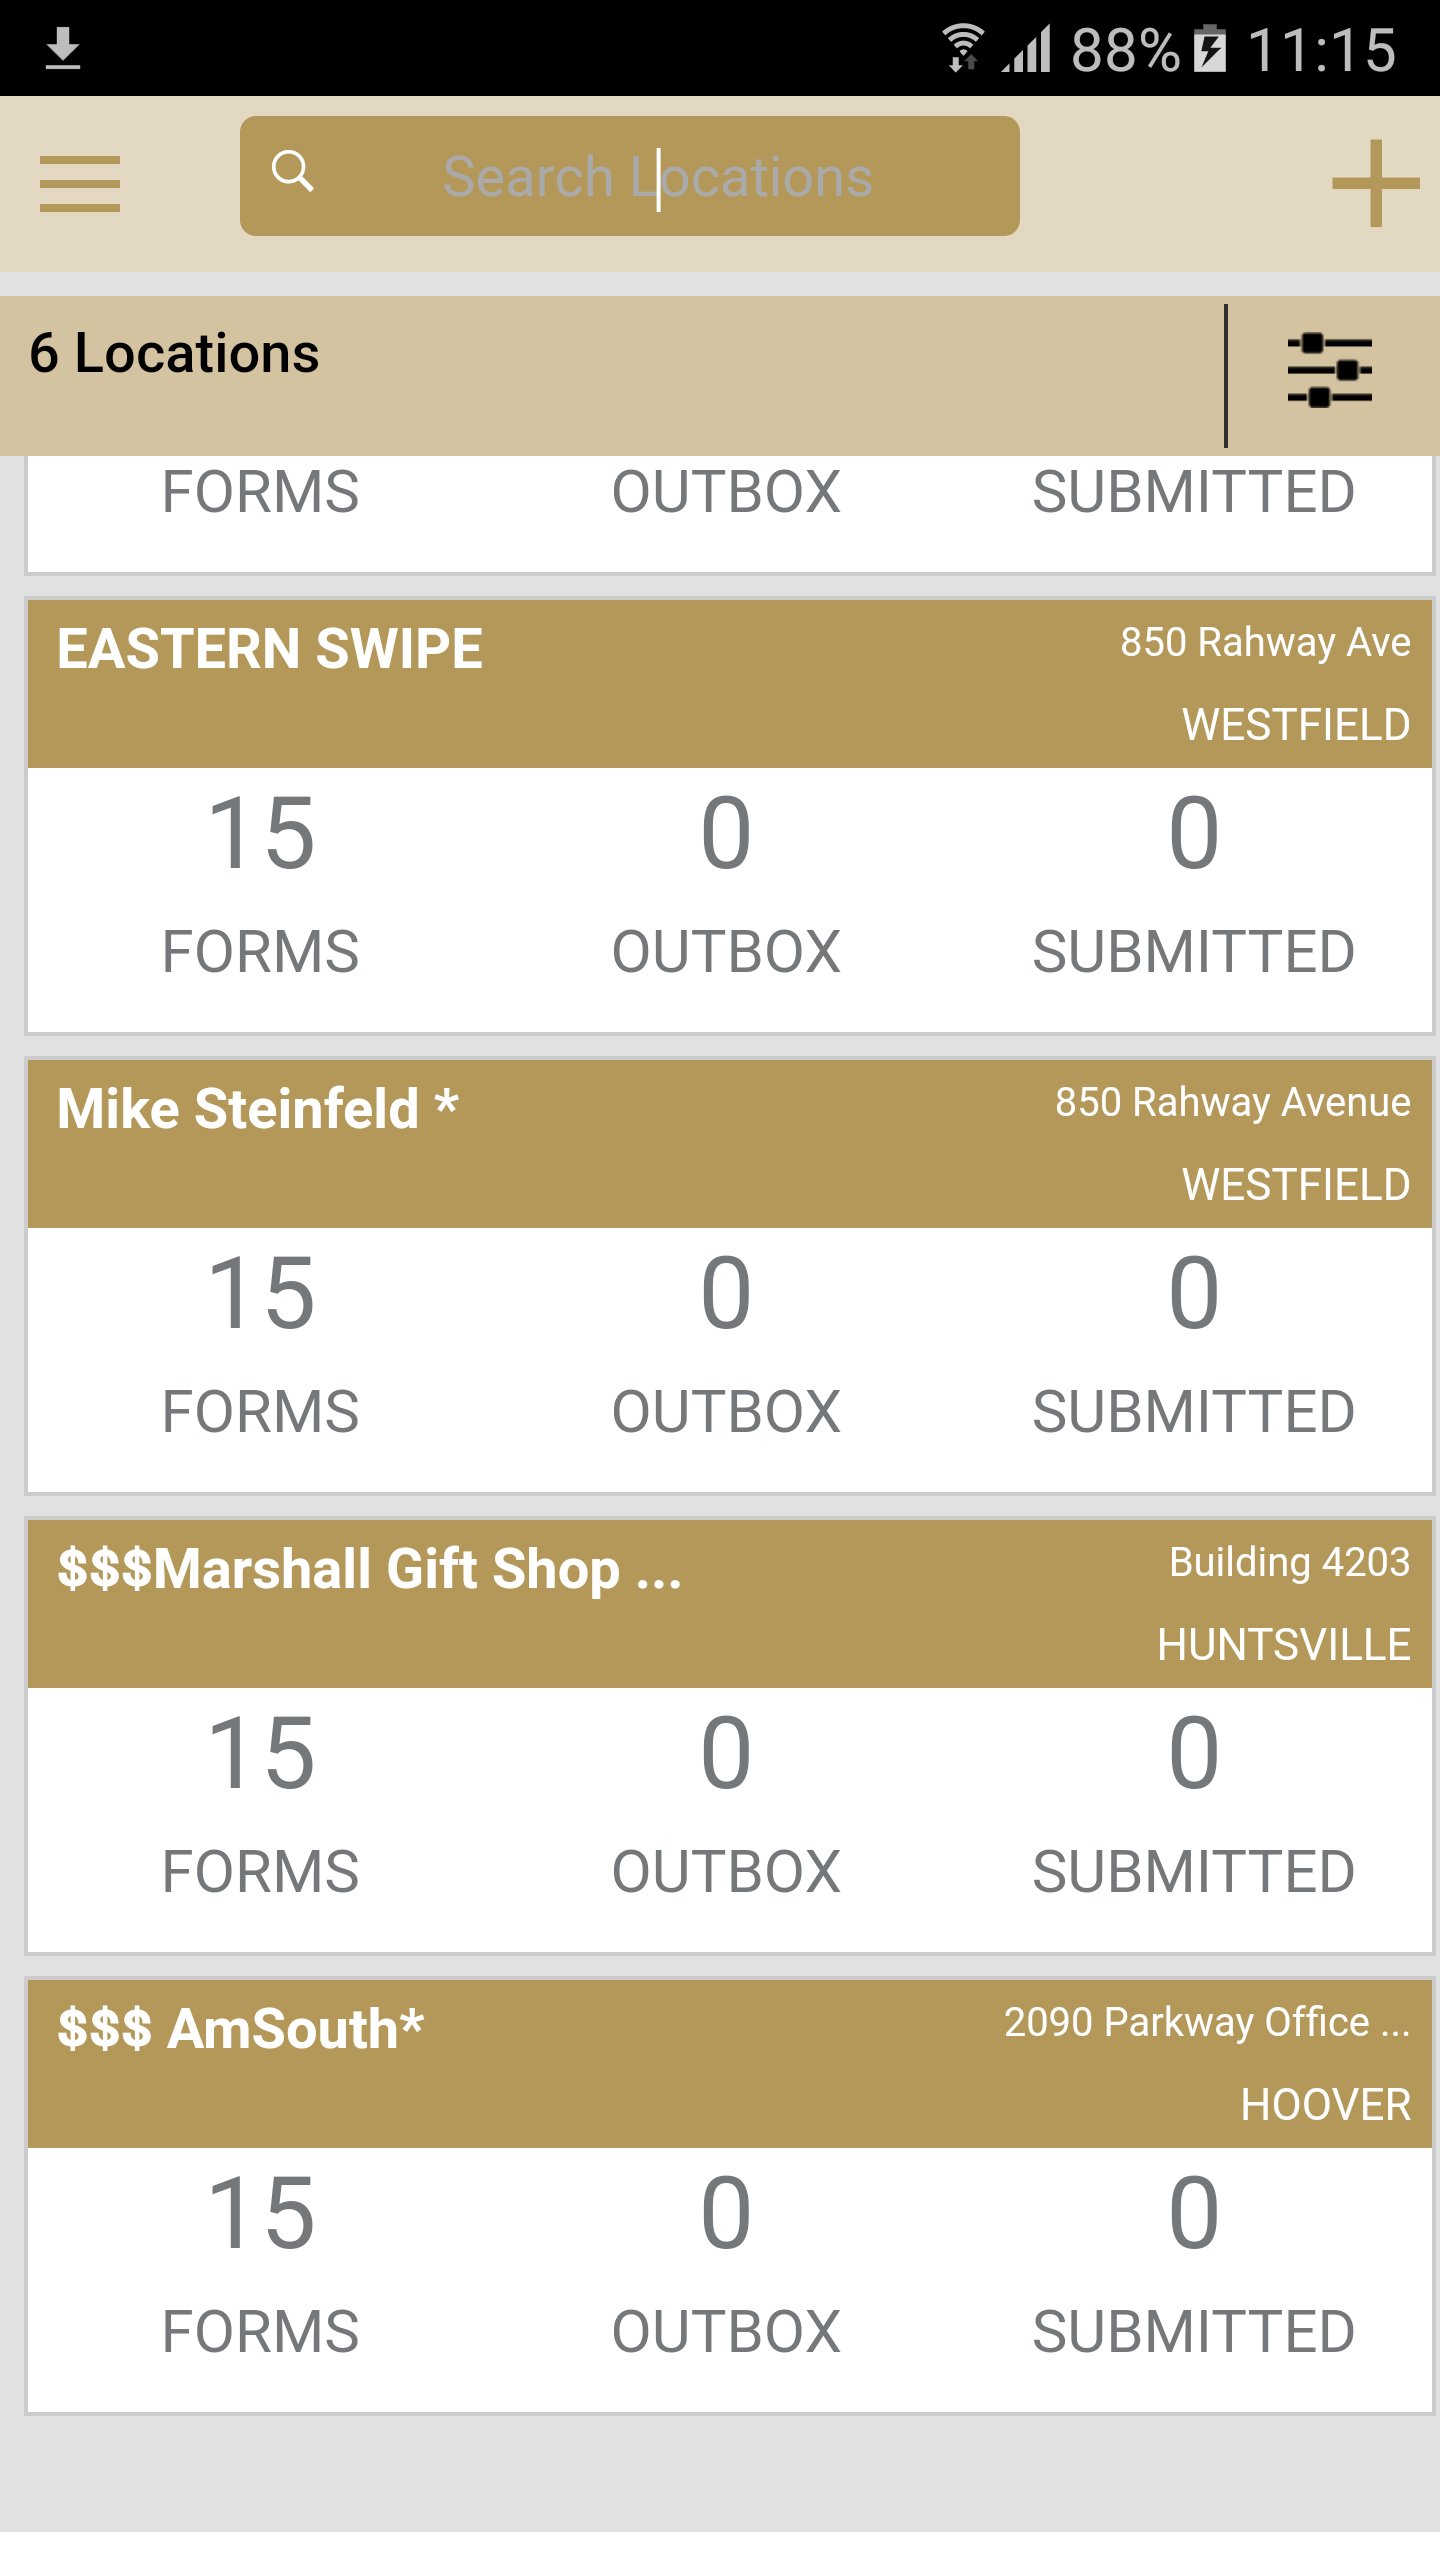 88% 11:15
Search Locations
6 Locations
FORMS OUTBOX SUBMITTED
EASTERN SWIPE 850 Rahway Ave
WESTFIELD
15 0 0
FORMS OUTBOX SUBMITTED
Mike Steinfeld * 850 Rahway Avenue
WESTFIELD
15 0 0
FORMS OUTBOX SUBMITTED
$$$Marshall Gift Shop ... Building 4203
HUNTSVILLE
15 0 0
FORMS OUTBOX SUBMITTED
$$$ AmSouth* 2090 Parkway Office ...
HOOVER
15 0 0
FORMS OUTBOX SUBMITTED